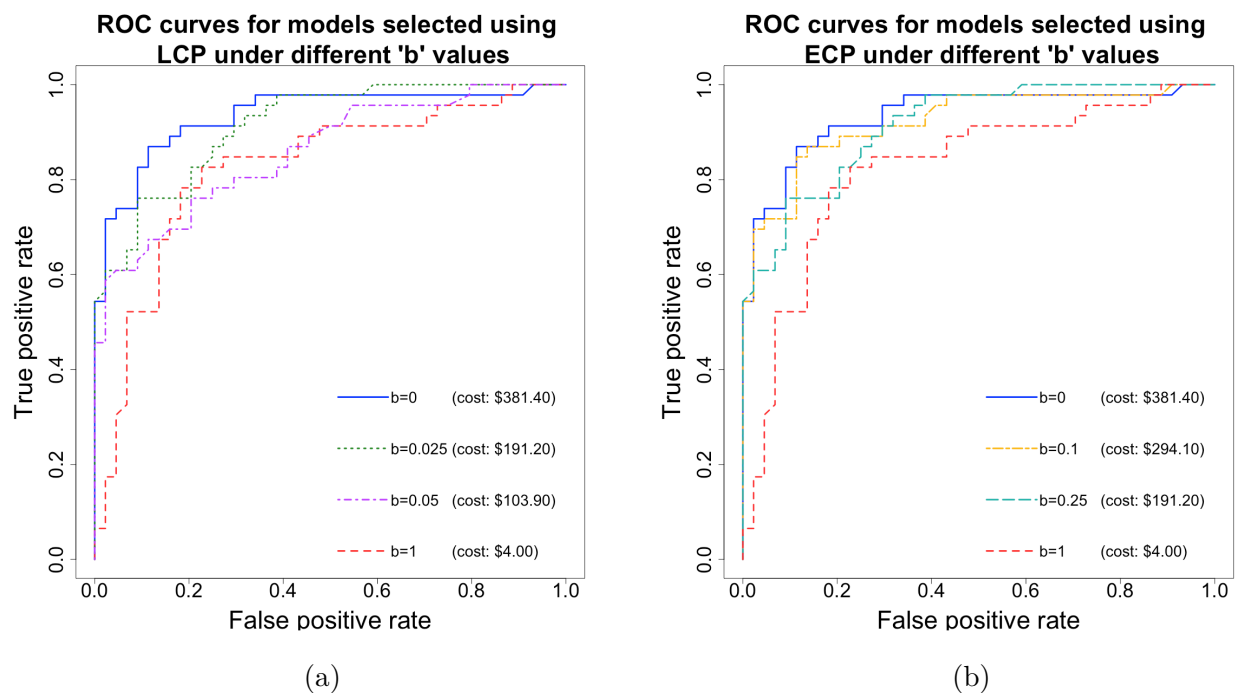 ROC curves for models selected using
LCP under different 'b' values
True positive rate
1.0
0.8
0.6
0.4
0.2
0.0
b=0 (cost: $381.40)
b=0.025 (cost: $191.20)
b=0.05 (cost: $103.90)
b=1 (cost: $4.00)
0.0 0.2 0.4 0.6 0.8 1.0
False positive rate
(a)
ROC curves for models selected using
ECP under different 'b' values
True positive rate
1.0
0.8
0.6
0.4
0.2
0.0
b=0 (cost: $381.40)
b=0.1 (cost: $294.10)
b=0.25 (cost: $191.20)
b=1 (cost: $4.00)
0.0 0.2 0.4 0.6 0.8 1.0
False positive rate
(b)